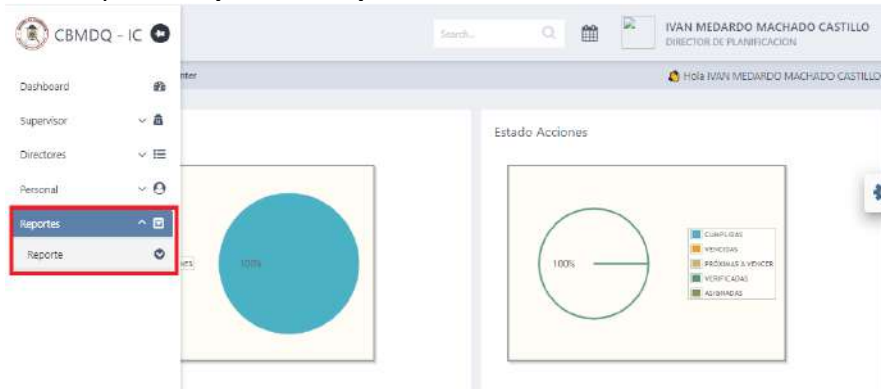 CBMDQ - IC
Search...
IVAN MEDARDO MACHADO CASTILLO
DIRECTOR DE PLANIFICACION
Hola IVAN MEDARDO MACHADO CASTILLO
Dashboard
Supervisor
Directores
Personal
Reportes
Reporte
Estado Acciones
100%
100%
CUMPLIDAS
VENCIDAS
PRÓXIMAS A VENCER
VERIFICADAS
ASIGNADAS